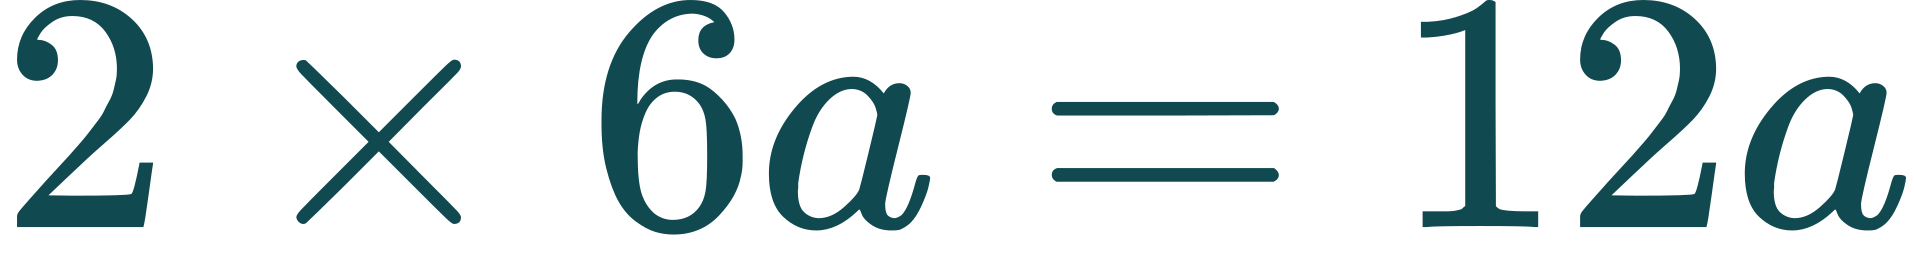 2 × 6a = 12a